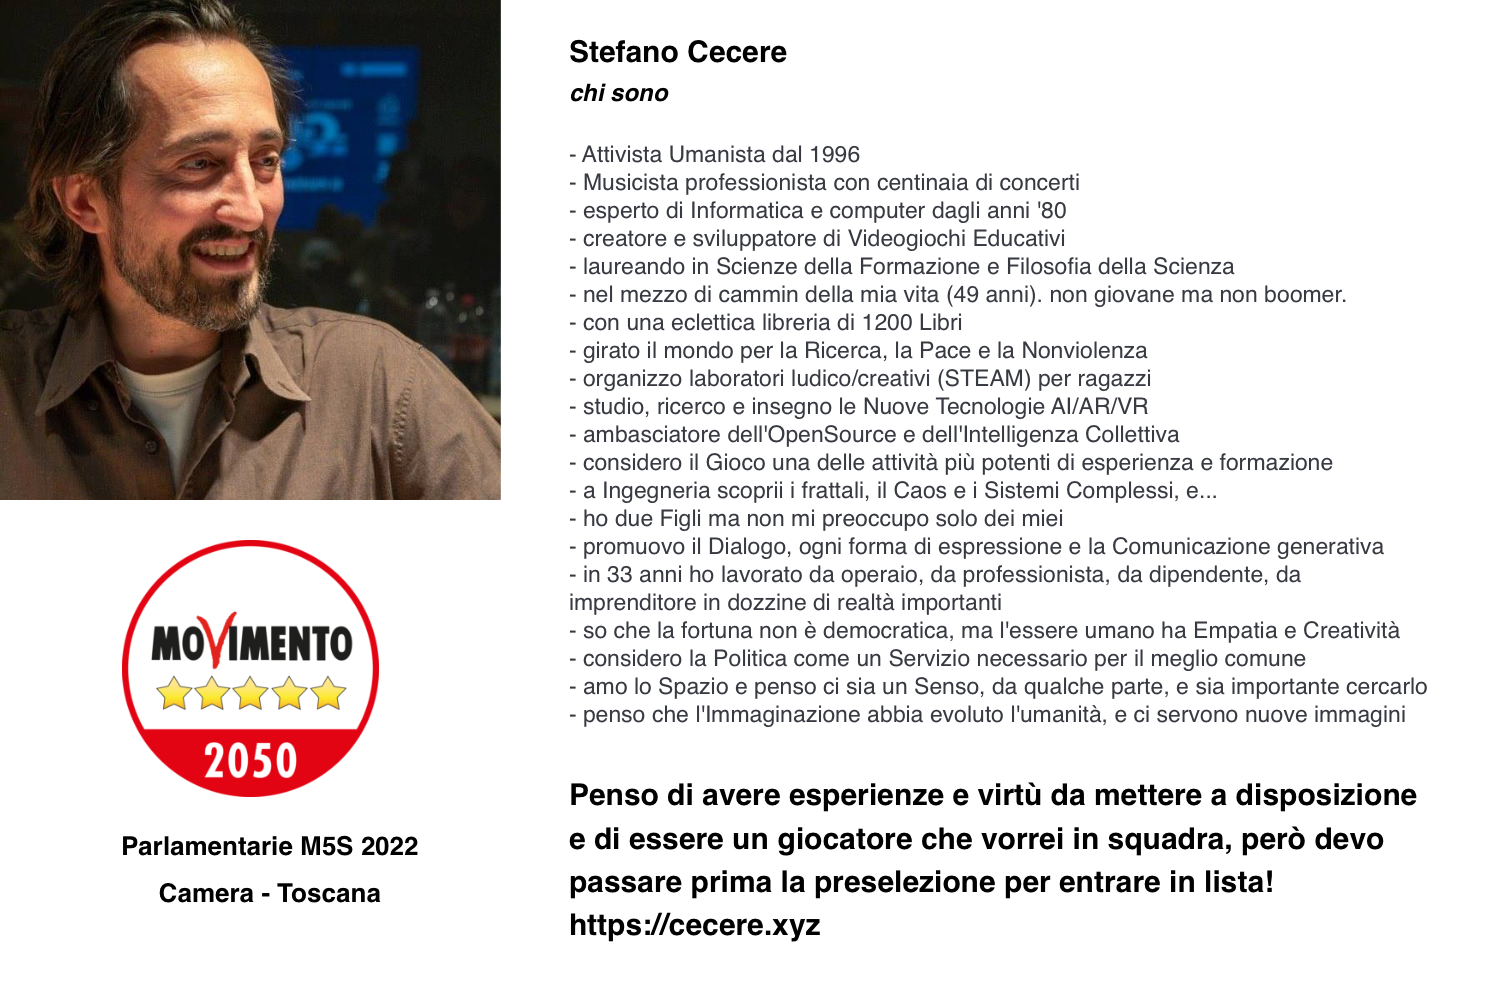 Stefano Cecere
chi sono
- Attivista Umanista dal 1996
- Musicista professionista con centinaia di concerti
- esperto di Informatica e computer dagli anni '80
- creatore e sviluppatore di Videogiochi Educativi
- laureando in Scienze della Formazione e Filosofia della Scienza
- nel mezzo di cammin della mia vita (49 anni). non giovane ma non boomer.
- con una eclettica libreria di 1200 Libri
- girato il mondo per la Ricerca, la Pace e la Nonviolenza
- organizzo laboratori ludico/creativi (STEAM) per ragazzi
- studio, ricerco e insegno le Nuove Tecnologie AI/AR/VR
- ambasciatore dell'OpenSource e dell'Intelligenza Collettiva
- considero il Gioco una delle attività più potenti di esperienza e formazione
- a Ingegneria scoprii i frattali, il Caos e i Sistemi Complessi, e...
- ho due Figli ma non mi preoccupo solo dei miei
- promuovo il Dialogo, ogni forma di espressione e la Comunicazione generativa
- in 33 anni ho lavorato da operaio, da professionista, da dipendente, da
imprenditore in dozzine di realtà importanti
- so che la fortuna non è democratica, ma l'essere umano ha Empatia e Creatività
- considero la Politica come un Servizio necessario per il meglio comune
- amo lo Spazio e penso ci sia un Senso, da qualche parte, e sia importante cercarlo
- penso che l'Immaginazione abbia evoluto l'umanità, e ci servono nuove immagini
Penso di avere esperienze e virtù da mettere a disposizione
e di essere un giocatore che vorrei in squadra, però devo
passare prima la preselezione per entrare in lista!
https://cecere.xyz
MOVIMENTO
2050
Parlamentarie M5S 2022
Camera - Toscana